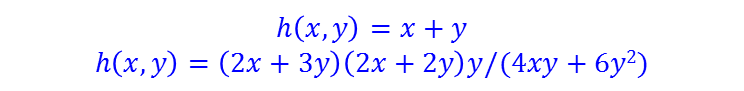 h(x,y) = x + y
h(x,y) = (2x + 3y)(2x + 2y)y/(4xy + 6y²)